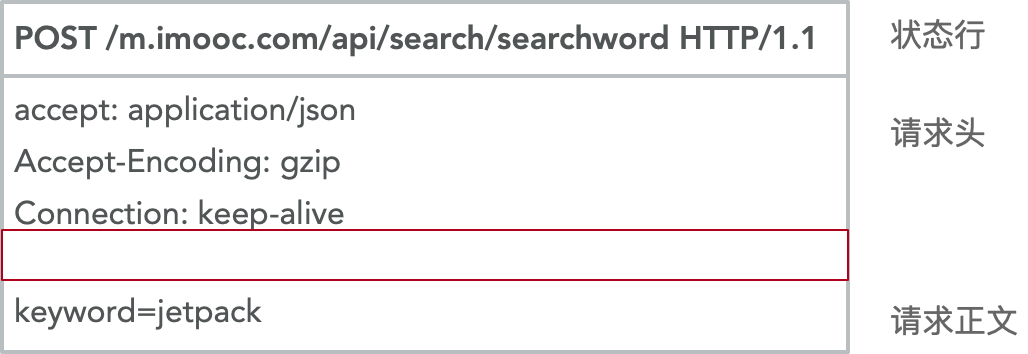 POST /m.imooc.com/api/search/searchword HTTP/1.1
状态行
accept: application/json
请求头
Accept-Encoding: gzip
Connection: keep-alive
keyword=jetpack
请求正文